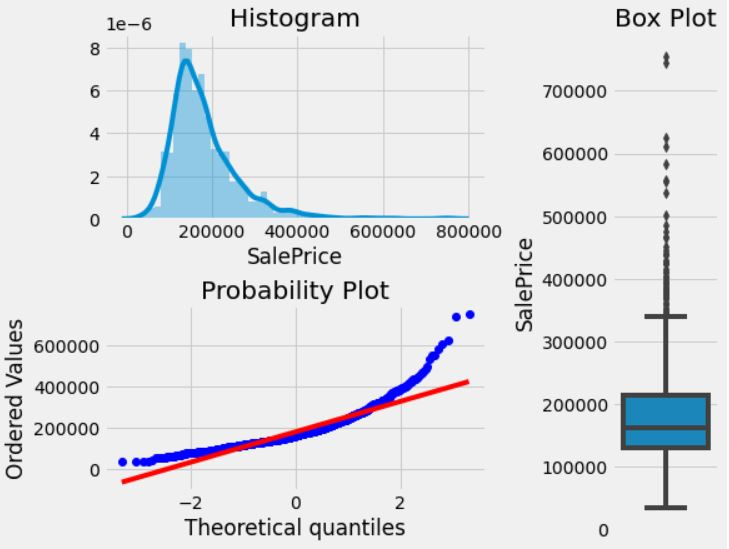 Histogram
1e−6
8
6
4
2
0
0 200000 400000 600000 800000
SalePrice
Probability Plot
Ordered Values
600000
400000
200000
0
−2 0 2
Theoretical quantiles
Box Plot
SalePrice
700000
600000
500000
400000
300000
200000
100000
0